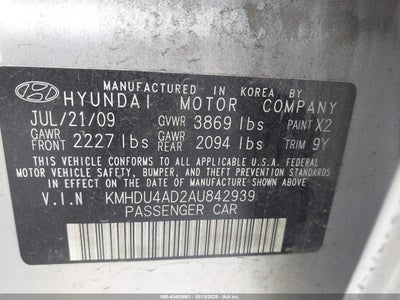 MANUFACTURED IN KOREA BY
HYUNDAI MOTOR COMPANY
JUL/21/09 GVWR 3869 lbs PAINT X2
GAWR FRONT 2227 lbs GAWR REAR 2094 lbs TRIM 9Y
THIS VEHICLE CONFORMS TO ALL APPLICABLE U.S.A. FEDERAL
MOTOR VEHICLE SAFETY, BUMPER, AND THEFT PREVENTION STANDARDS
IN EFFECT ON THE DATE OF MANUFACTURE SHOWN ABOVE.
V.I.N KMHDU4AD2AU842939
PASSENGER CAR